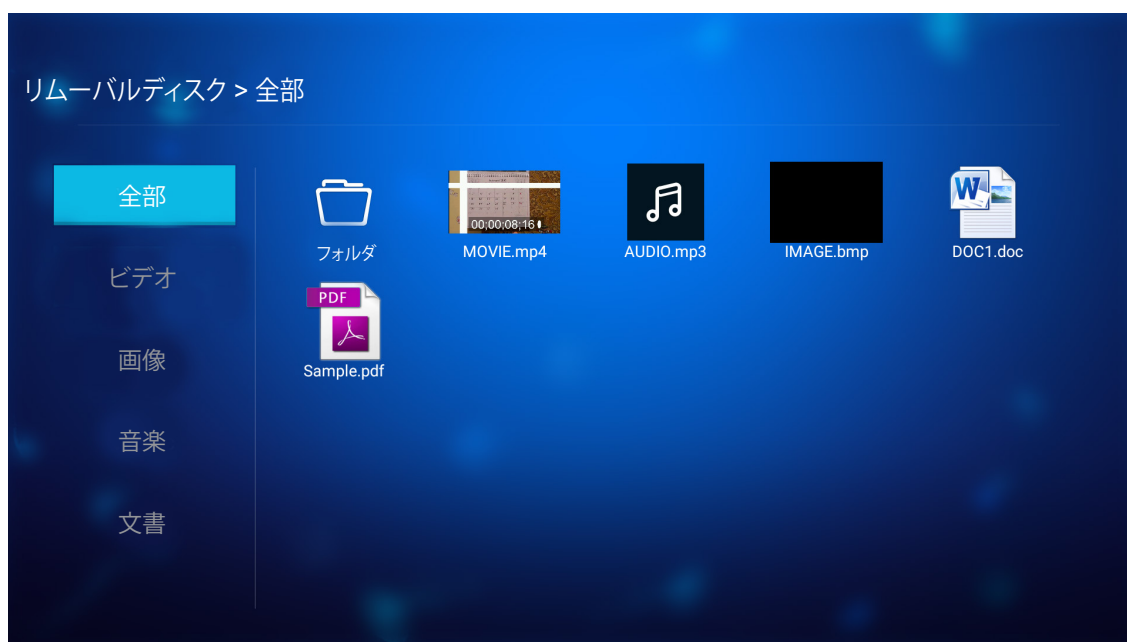 リムーバルディスク > 全部
全部
ビデオ
画像
音楽
文書
フォルダ
00;00;08;16
MOVIE.mp4
AUDIO.mp3
IMAGE.bmp
W
DOC1.doc
PDF
Sample.pdf